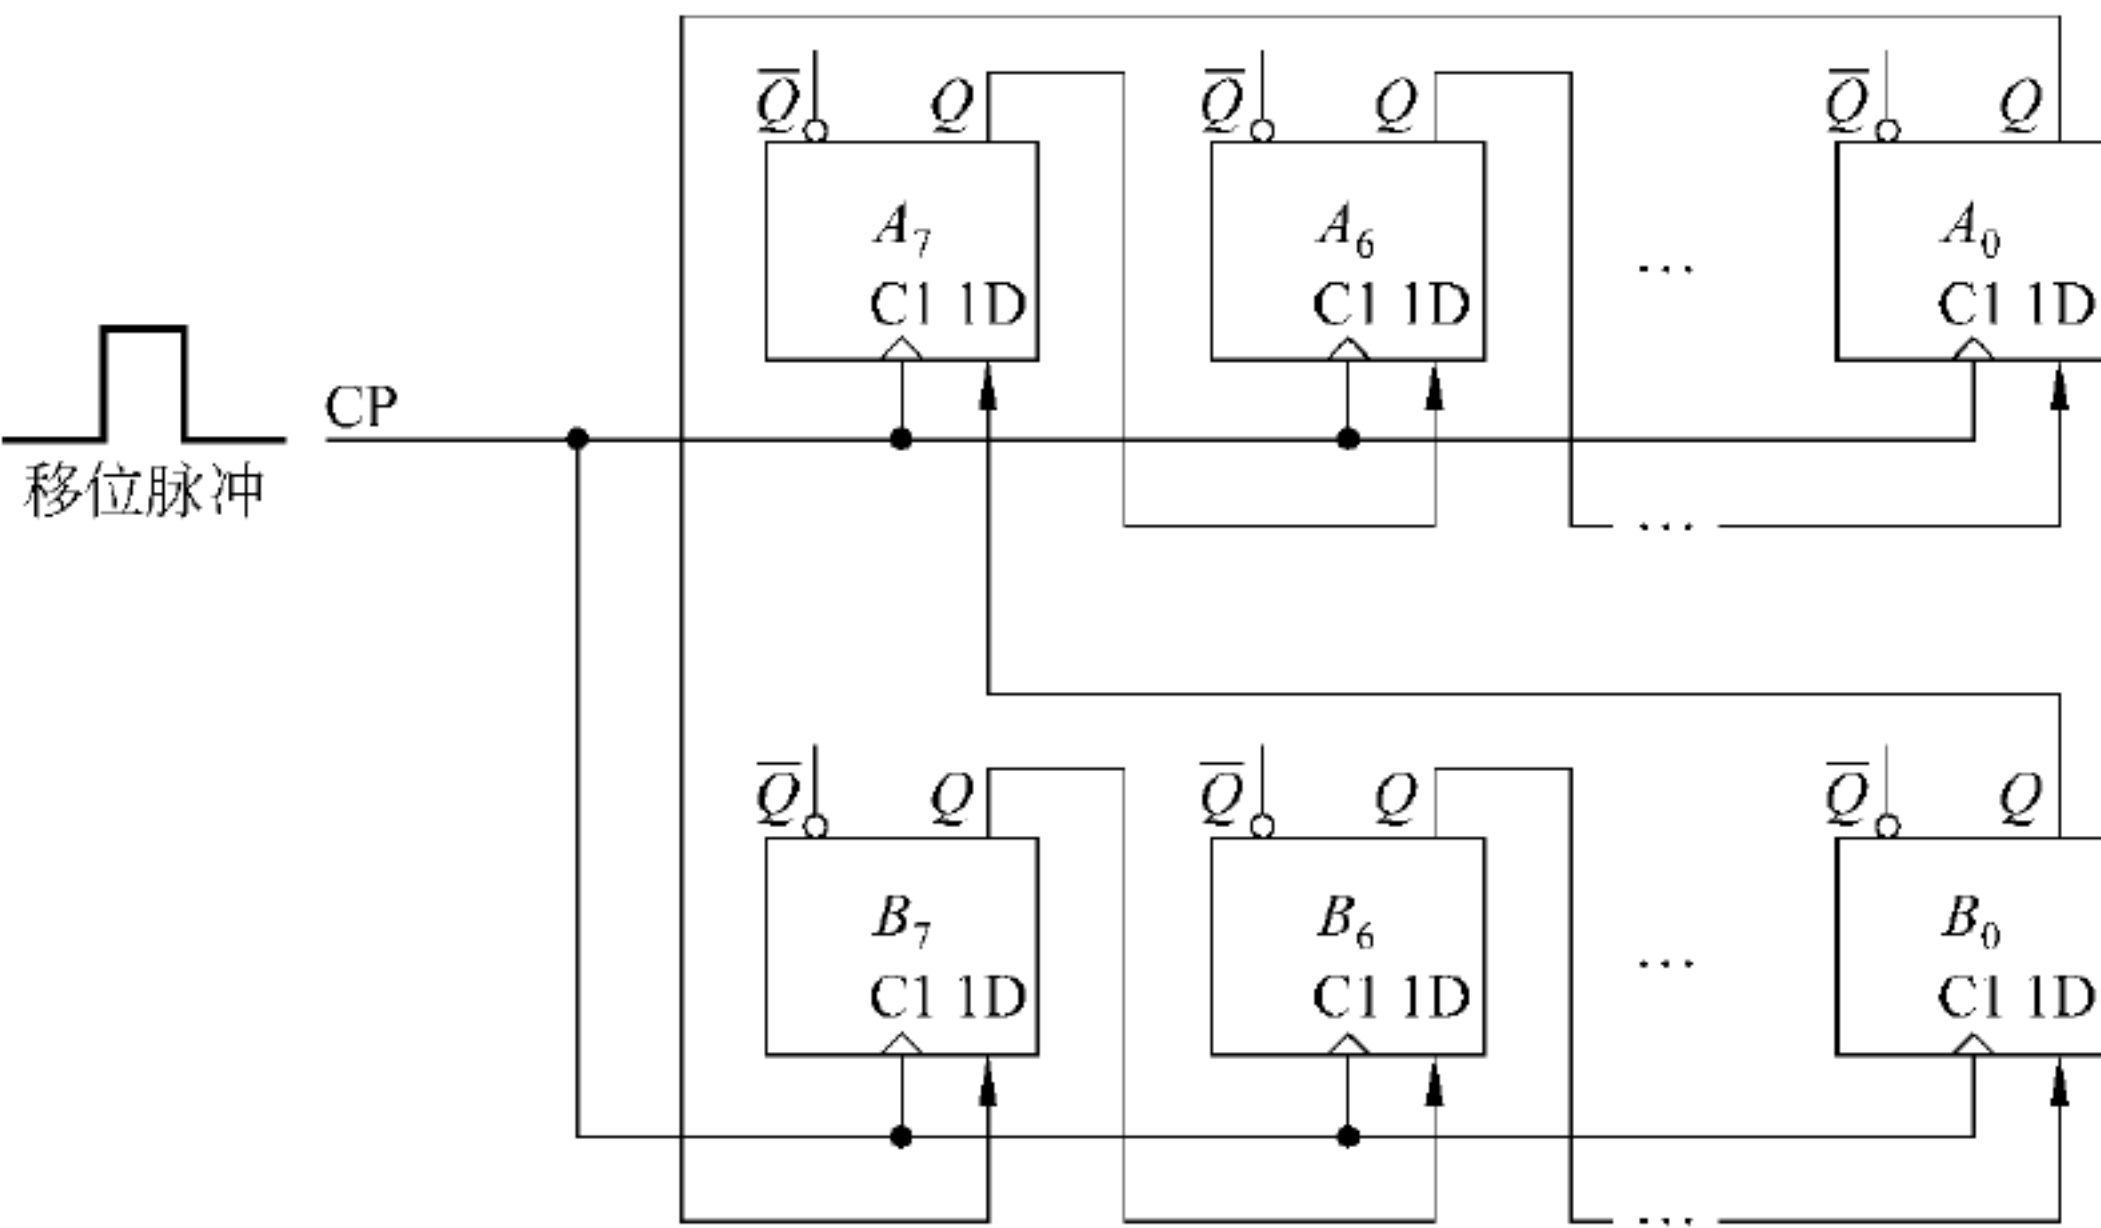 Q̅ Q Q̅ Q Q̅ Q
A₇ A₆ A₀
C1 1D C1 1D ... C1 1D
CP
移位脉冲
...
Q̅ Q Q̅ Q Q̅ Q
B₇ B₆ B₀
C1 1D C1 1D ... C1 1D
...